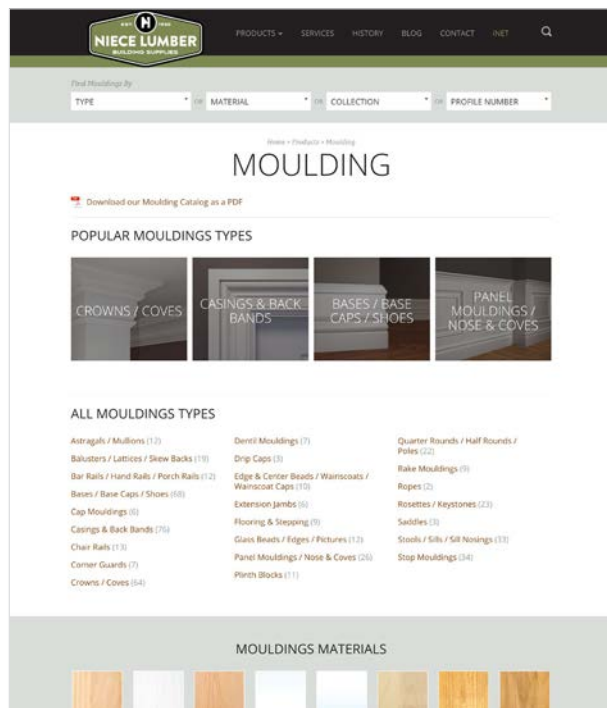 EST 1932
N
NIECE LUMBER
BUILDING SUPPLIES
PRODUCTS SERVICES HISTORY BLOG CONTACT INET
Find Mouldings By
TYPE OR MATERIAL OR COLLECTION OR PROFILE NUMBER
Home » Products » Moulding
MOULDING
Download our Moulding Catalog as a PDF
POPULAR MOULDINGS TYPES
CROWNS / COVES
CASINGS & BACK
BANDS
BASES / BASE
CAPS / SHOES
PANEL
MOULDINGS /
NOSE & COVES
ALL MOULDINGS TYPES
Astragals / Mullions (12)
Balusters / Lattices / Skew Backs (19)
Bar Rails / Hand Rails / Porch Rails (12)
Bases / Base Caps / Shoes (68)
Cap Mouldings (6)
Casings & Back Bands (76)
Chair Rails (13)
Corner Guards (7)
Crowns / Coves (64)
Dentil Mouldings (7)
Drip Caps (3)
Edge & Center Beads / Wainscoats /
Wainscoat Caps (10)
Extension Jambs (6)
Flooring & Stepping (9)
Glass Beads / Edges / Pictures (12)
Panel Mouldings / Nose & Coves (26)
Plinth Blocks (11)
Quarter Rounds / Half Rounds /
Poles (22)
Rake Mouldings (9)
Ropes (2)
Rosettes / Keystones (23)
Saddles (3)
Stools / Sills / Sill Nosings (33)
Stop Mouldings (34)
MOULDINGS MATERIALS